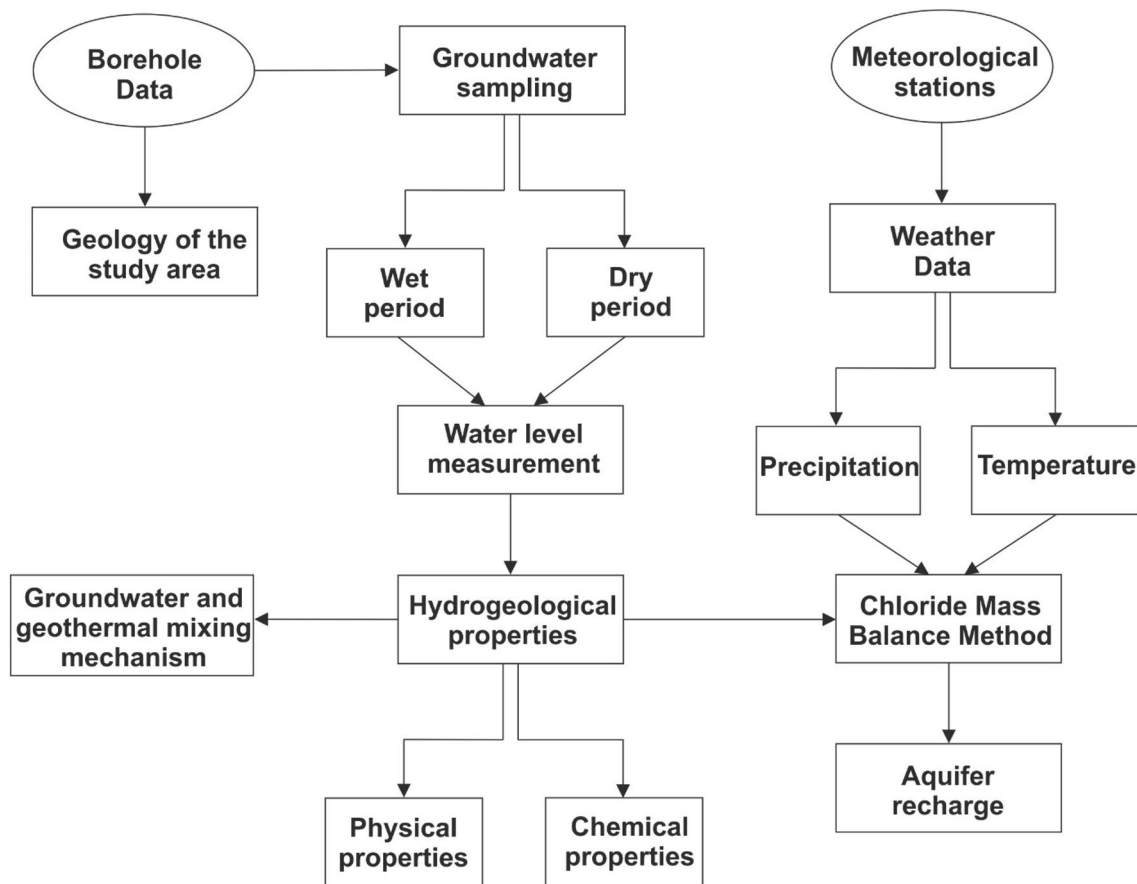 Borehole
Data
Groundwater
sampling
Meteorological
stations
Geology of the
study area
Wet
period
Dry
period
Weather
Data
Water level
measurement
Precipitation
Temperature
Groundwater and
geothermal mixing
mechanism
Hydrogeological
properties
Chloride Mass
Balance Method
Physical
properties
Chemical
properties
Aquifer
recharge